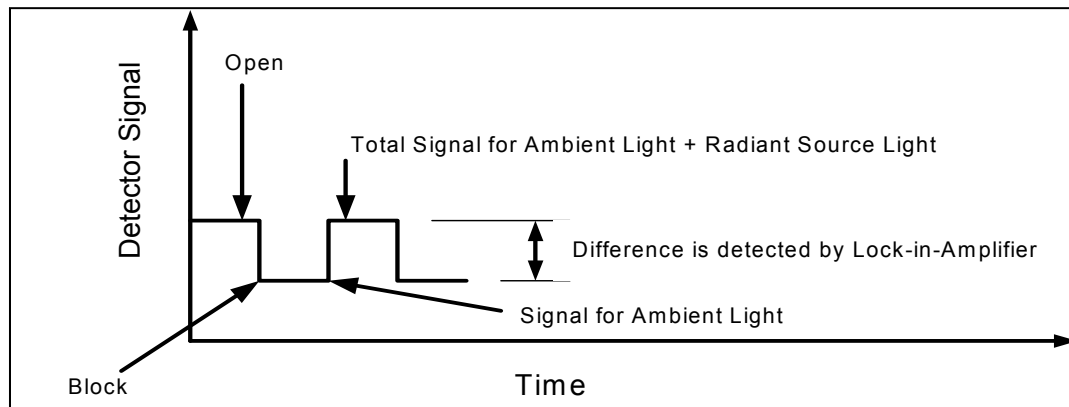 Open
Detector Signal
Total Signal for Ambient Light + Radiant Source Light
Difference is detected by Lock-in-Amplifier
Signal for Ambient Light
Block
Time